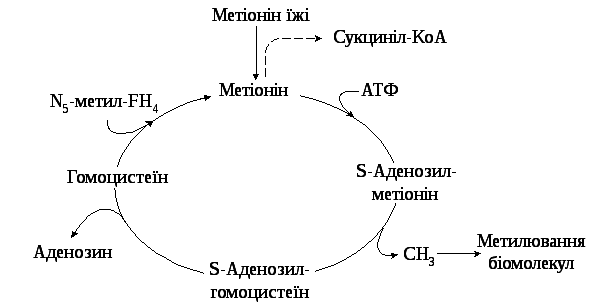 Метіонін їжі
Сукциніл-КоА
Метіонін
АТФ
N5-метил-FH4
Гомоцистеїн
S-Аденозил-
метіонін
Аденозин
CH3
Метилювання
біомолекул
S-Аденозил-
гомоцистеїн